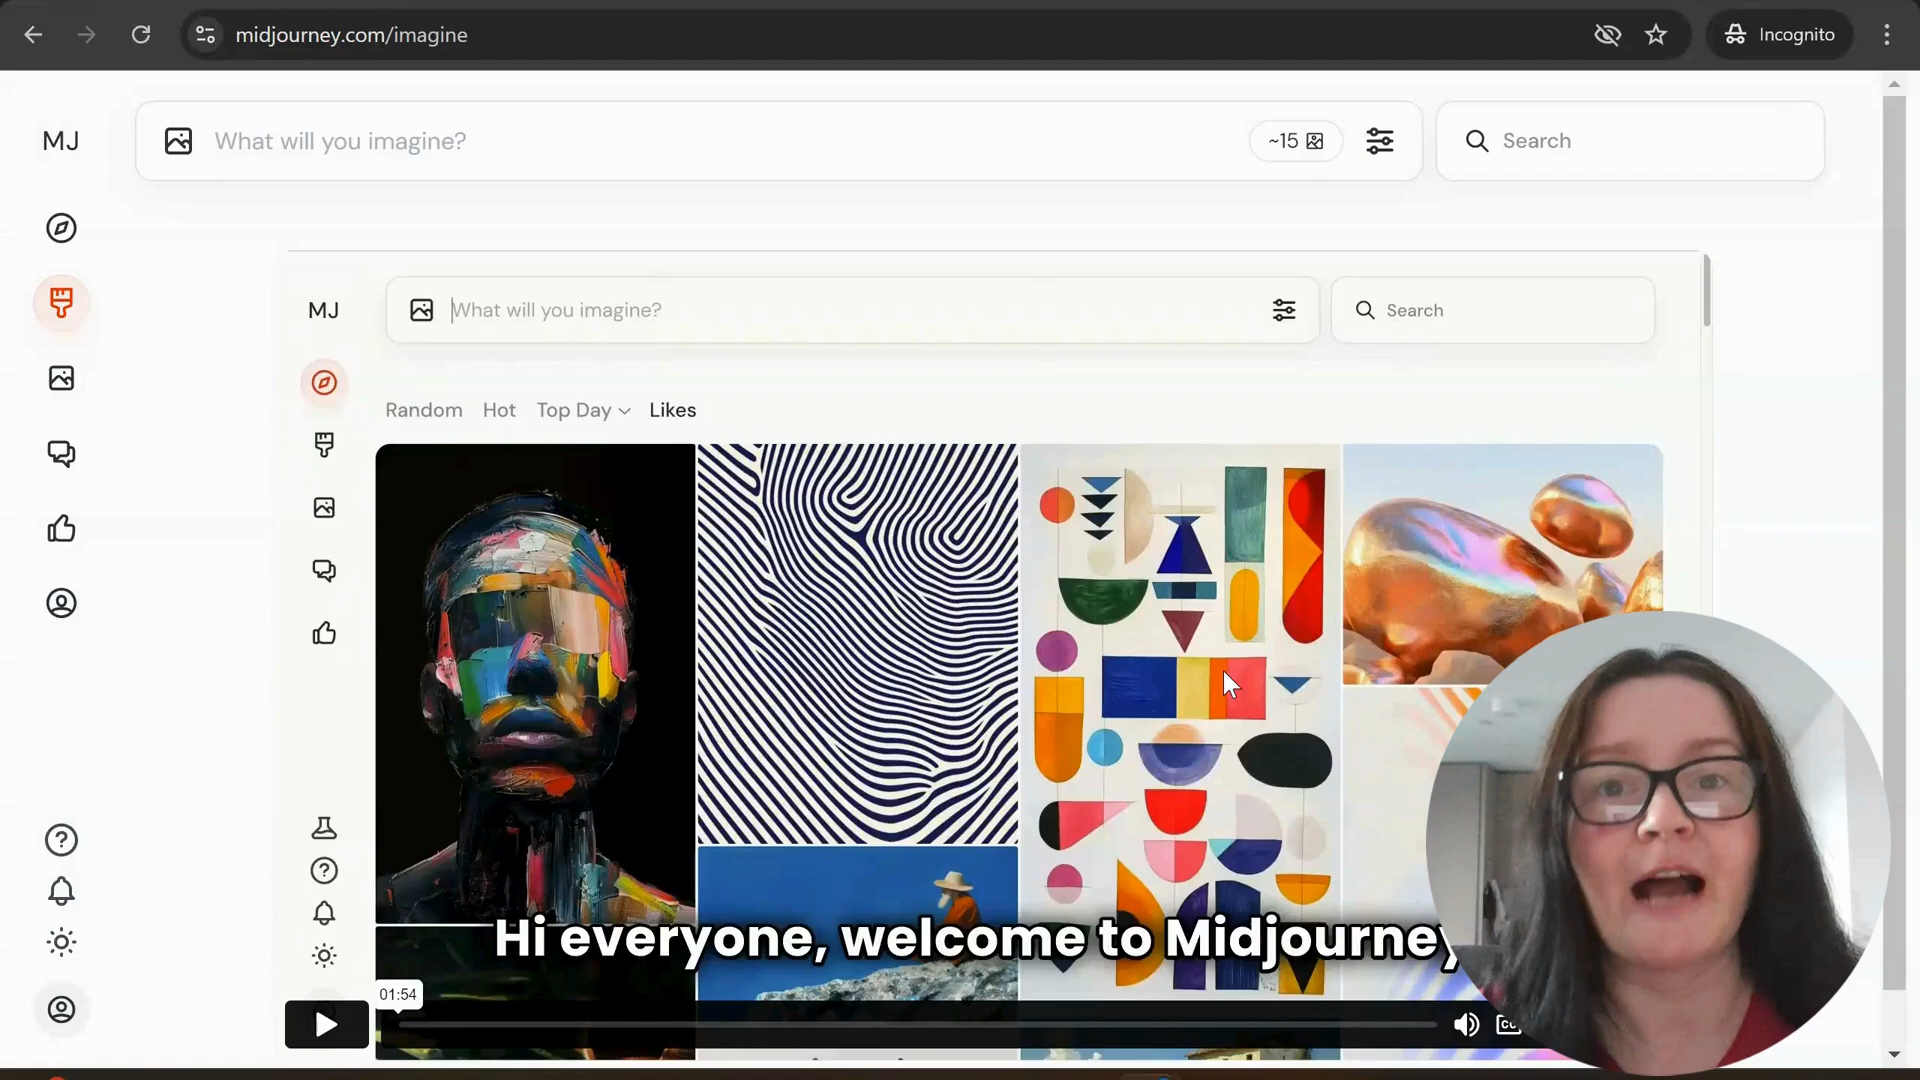 midjourney.com/imagine
Incognito
MJ
What will you imagine?
~15
Search
MJ
What will you imagine?
Search
Random Hot Top Day Likes
Hi everyone, welcome to Midjourney
01:54